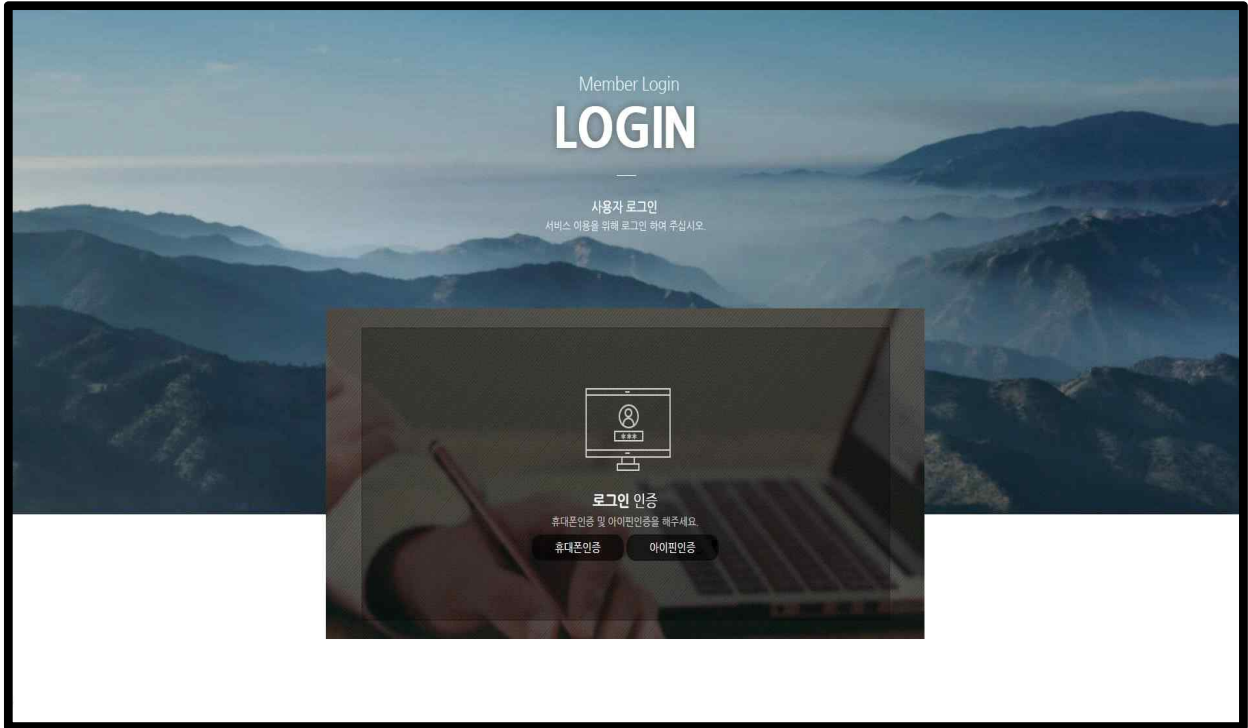 Member Login
LOGIN
사용자 로그인
서비스 이용을 위해 로그인 하여 주십시오.
***
로그인 인증
휴대폰인증 및 아이핀인증을 해주세요.
휴대폰인증 아이핀인증